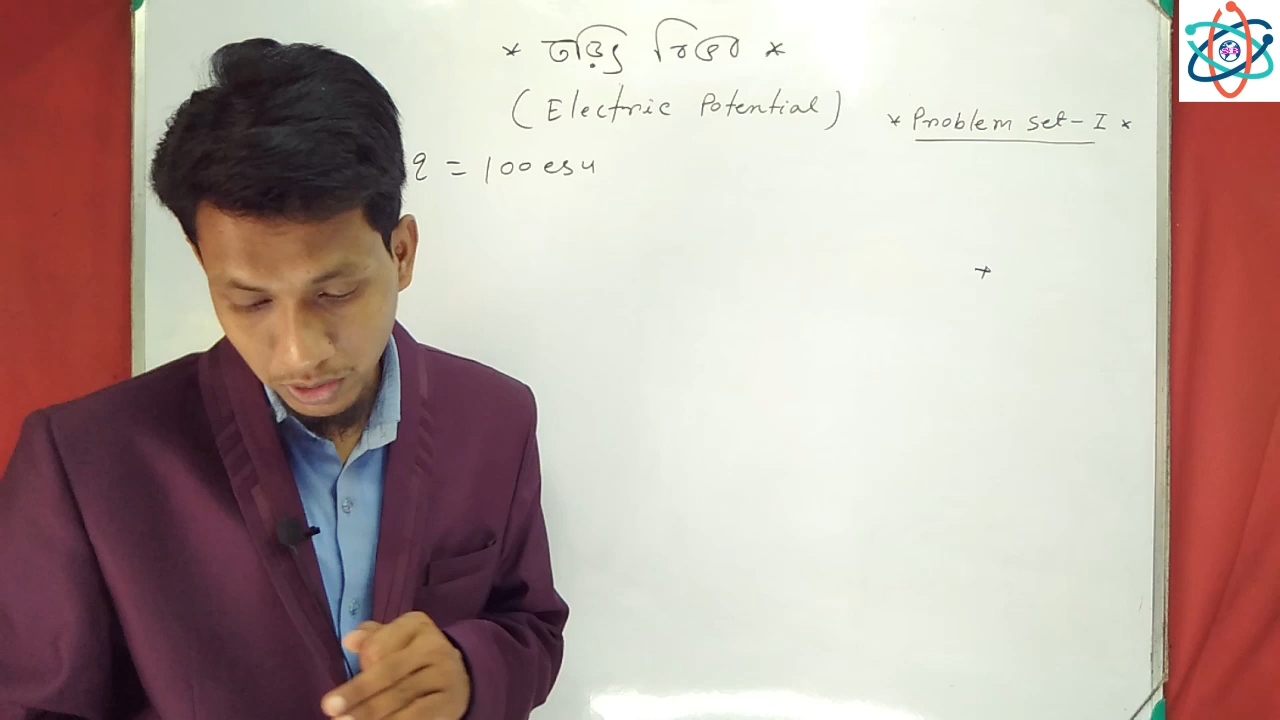 * তড়িৎ বিভব *
(Electric Potential)
* Problem set-I *
q = 100 esu
+